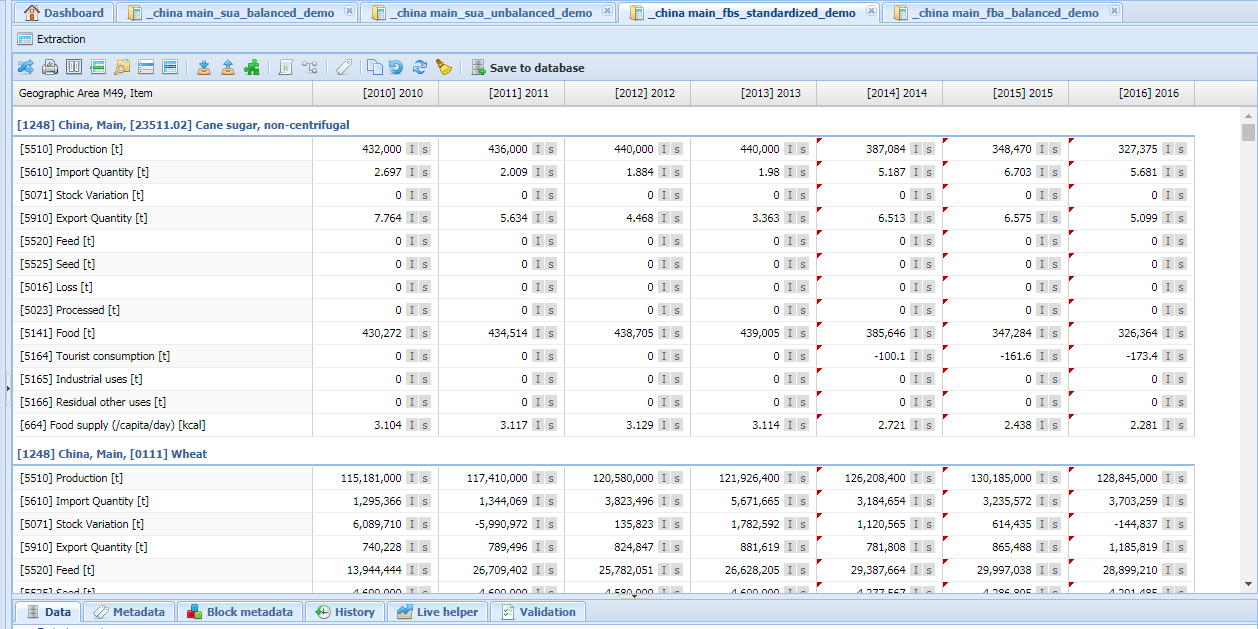 Dashboard _china main_sua_balanced_demo _china main_sua_unbalanced_demo _china main_fbs_standardized_demo _china main_fba_balanced_demo
Extraction
Save to database
Geographic Area M49, Item [2010] 2010 [2011] 2011 [2012] 2012 [2013] 2013 [2014] 2014 [2015] 2015 [2016] 2016
[1248] China, Main, [23511.02] Cane sugar, non-centrifugal
[5510] Production [t] 432,000 I s 436,000 I s 440,000 I s 440,000 I s 387,084 I s 348,470 I s 327,375 I s
[5610] Import Quantity [t] 2.697 I s 2.009 I s 1.884 I s 1.98 I s 5.187 I s 6.703 I s 5.681 I s
[5071] Stock Variation [t] 0 I s 0 I s 0 I s 0 I s 0 I s 0 I s 0 I s
[5910] Export Quantity [t] 7.764 I s 5.634 I s 4.468 I s 3.363 I s 6.513 I s 6.575 I s 5.099 I s
[5520] Feed [t] 0 I s 0 I s 0 I s 0 I s 0 I s 0 I s 0 I s
[5525] Seed [t] 0 I s 0 I s 0 I s 0 I s 0 I s 0 I s 0 I s
[5016] Loss [t] 0 I s 0 I s 0 I s 0 I s 0 I s 0 I s 0 I s
[5023] Processed [t] 0 I s 0 I s 0 I s 0 I s 0 I s 0 I s 0 I s
[5141] Food [t] 430,272 I s 434,514 I s 438,705 I s 439,005 I s 385,646 I s 347,284 I s 326,364 I s
[5164] Tourist consumption [t] 0 I s 0 I s 0 I s 0 I s -100.1 I s -161.6 I s -173.4 I s
[5165] Industrial uses [t] 0 I s 0 I s 0 I s 0 I s 0 I s 0 I s 0 I s
[5166] Residual other uses [t] 0 I s 0 I s 0 I s 0 I s 0 I s 0 I s 0 I s
[664] Food supply (/capita/day) [kcal] 3.104 I s 3.117 I s 3.129 I s 3.114 I s 2.721 I s 2.438 I s 2.281 I s
[1248] China, Main, [0111] Wheat
[5510] Production [t] 115,181,000 I s 117,410,000 I s 120,580,000 I s 121,926,400 I s 126,208,400 I s 130,185,000 I s 128,845,000 I s
[5610] Import Quantity [t] 1,295,366 I s 1,344,069 I s 3,823,496 I s 5,671,665 I s 3,184,654 I s 3,235,572 I s 3,703,259 I s
[5071] Stock Variation [t] 6,089,710 I s -5,990,972 I s 135,823 I s 1,782,592 I s 1,120,565 I s 614,435 I s -144,837 I s
[5910] Export Quantity [t] 740,228 I s 789,496 I s 824,847 I s 881,619 I s 781,808 I s 865,488 I s 1,185,819 I s
[5520] Feed [t] 13,944,444 I s 26,709,402 I s 25,782,051 I s 26,628,205 I s 29,387,664 I s 29,997,038 I s 28,899,210 I s
Data Metadata Block metadata History Live helper Validation